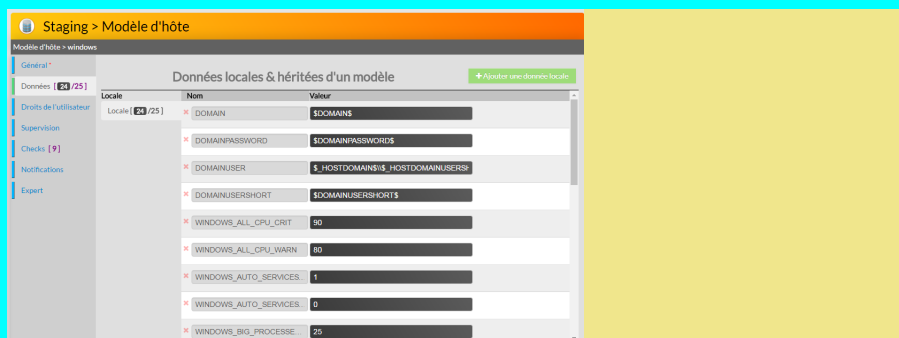 Staging > Modèle d'hôte
Modèle d'hôte > windows
Général *
Données [ 24 /25 ]
Droits de l'utilisateur
Supervision
Checks [ 9 ]
Notifications
Expert
Données locales & héritées d'un modèle
+ Ajouter une donnée locale
Locale Nom Valeur
Locale [ 24 /25 ]
× DOMAIN $DOMAIN$
× DOMAINPASSWORD $DOMAINPASSWORD$
× DOMAINUSER $_HOSTDOMAIN$\\$_HOSTDOMAINUSERSH
× DOMAINUSERSHORT $DOMAINUSERSHORT$
× WINDOWS_ALL_CPU_CRIT 90
× WINDOWS_ALL_CPU_WARN 80
× WINDOWS_AUTO_SERVICES... 1
× WINDOWS_AUTO_SERVICES... 0
× WINDOWS_BIG_PROCESSE... 25